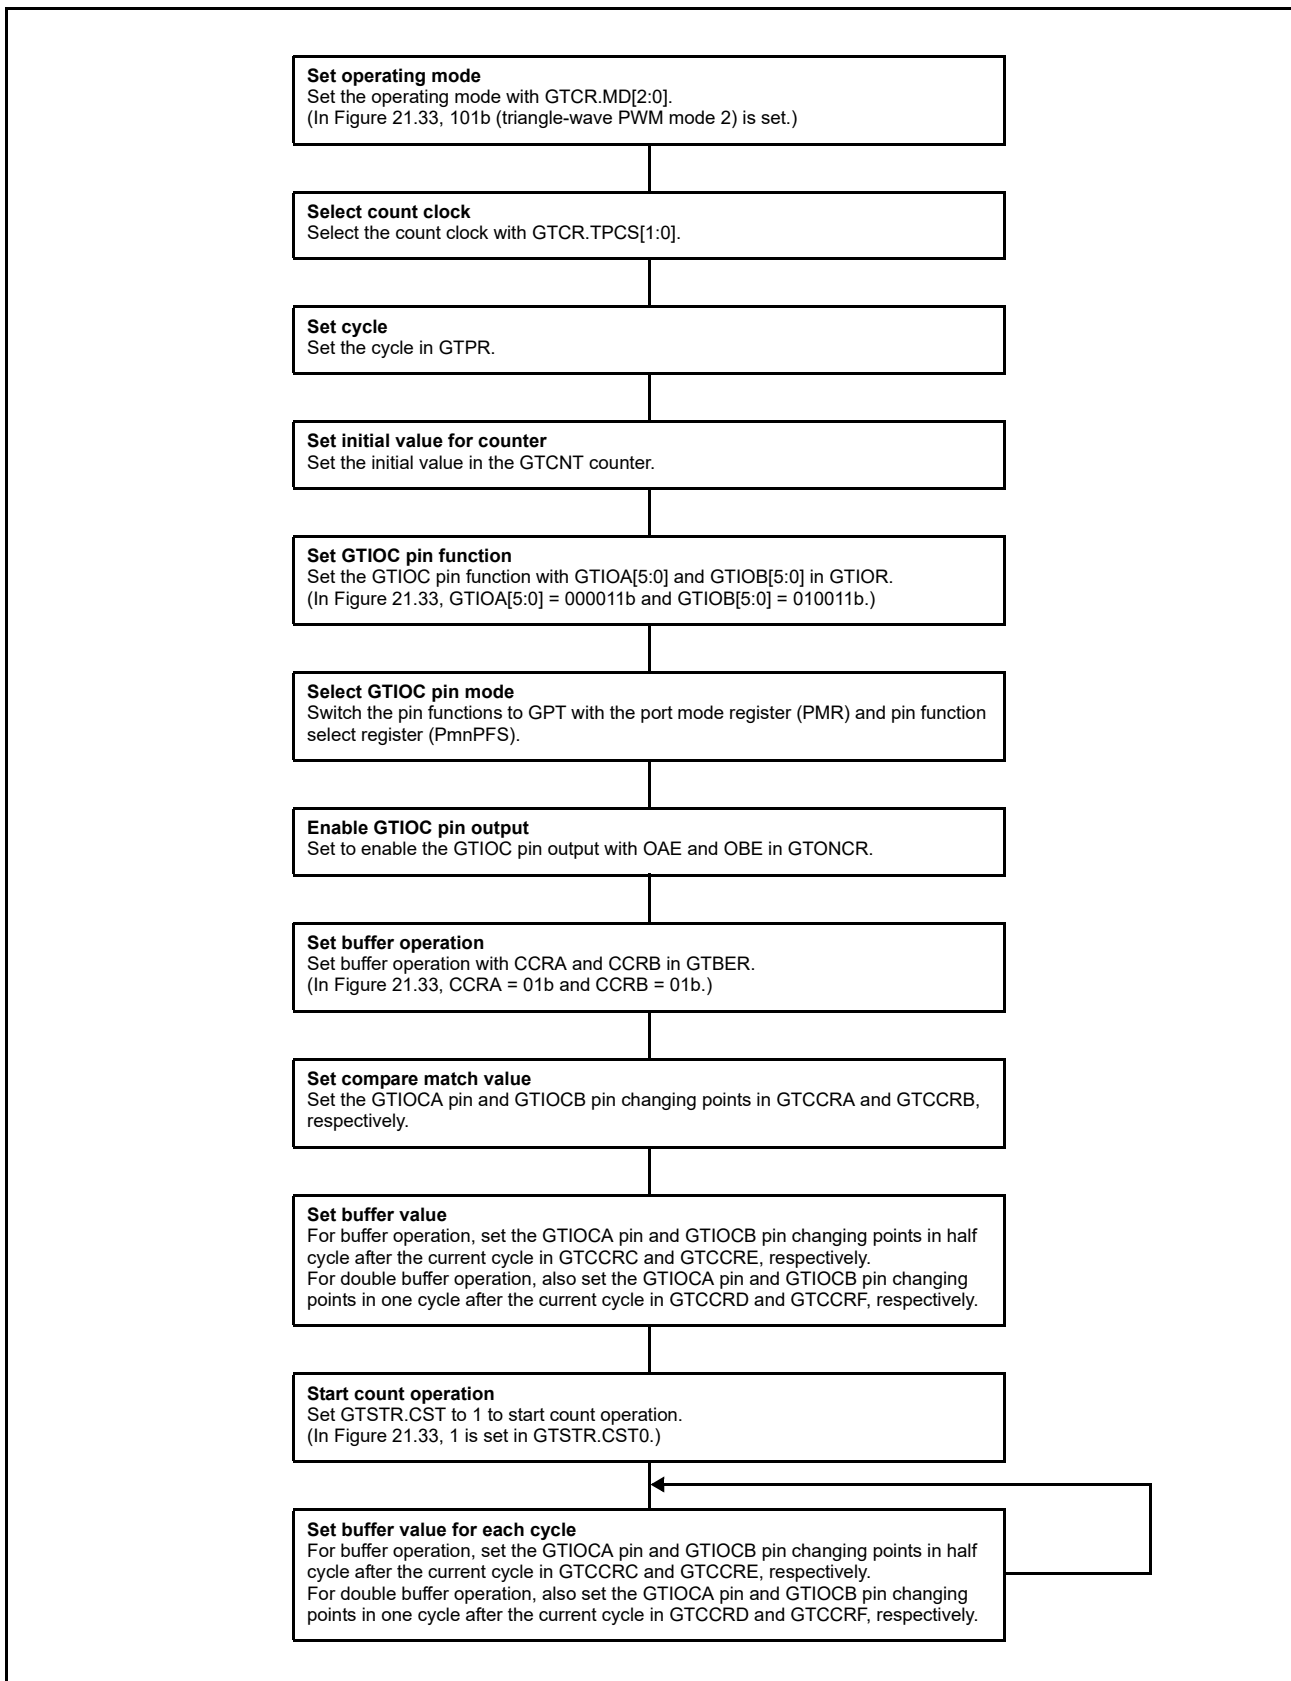 Set operating mode
Set the operating mode with GTCR.MD[2:0].
(In Figure 21.33, 101b (triangle-wave PWM mode 2) is set.)
Select count clock
Select the count clock with GTCR.TPCS[1:0].
Set cycle
Set the cycle in GTPR.
Set initial value for counter
Set the initial value in the GTCNT counter.
Set GTIOC pin function
Set the GTIOC pin function with GTIOA[5:0] and GTIOB[5:0] in GTIOR.
(In Figure 21.33, GTIOA[5:0] = 000011b and GTIOB[5:0] = 010011b.)
Select GTIOC pin mode
Switch the pin functions to GPT with the port mode register (PMR) and pin function
select register (PmnPFS).
Enable GTIOC pin output
Set to enable the GTIOC pin output with OAE and OBE in GTONCR.
Set buffer operation
Set buffer operation with CCRA and CCRB in GTBER.
(In Figure 21.33, CCRA = 01b and CCRB = 01b.)
Set compare match value
Set the GTIOCA pin and GTIOCB pin changing points in GTCCRA and GTCCRB,
respectively.
Set buffer value
For buffer operation, set the GTIOCA pin and GTIOCB pin changing points in half
cycle after the current cycle in GTCCRC and GTCCRE, respectively.
For double buffer operation, also set the GTIOCA pin and GTIOCB pin changing
points in one cycle after the current cycle in GTCCRD and GTCCRF, respectively.
Start count operation
Set GTSTR.CST to 1 to start count operation.
(In Figure 21.33, 1 is set in GTSTR.CST0.)
Set buffer value for each cycle
For buffer operation, set the GTIOCA pin and GTIOCB pin changing points in half
cycle after the current cycle in GTCCRC and GTCCRE, respectively.
For double buffer operation, also set the GTIOCA pin and GTIOCB pin changing
points in one cycle after the current cycle in GTCCRD and GTCCRF, respectively.